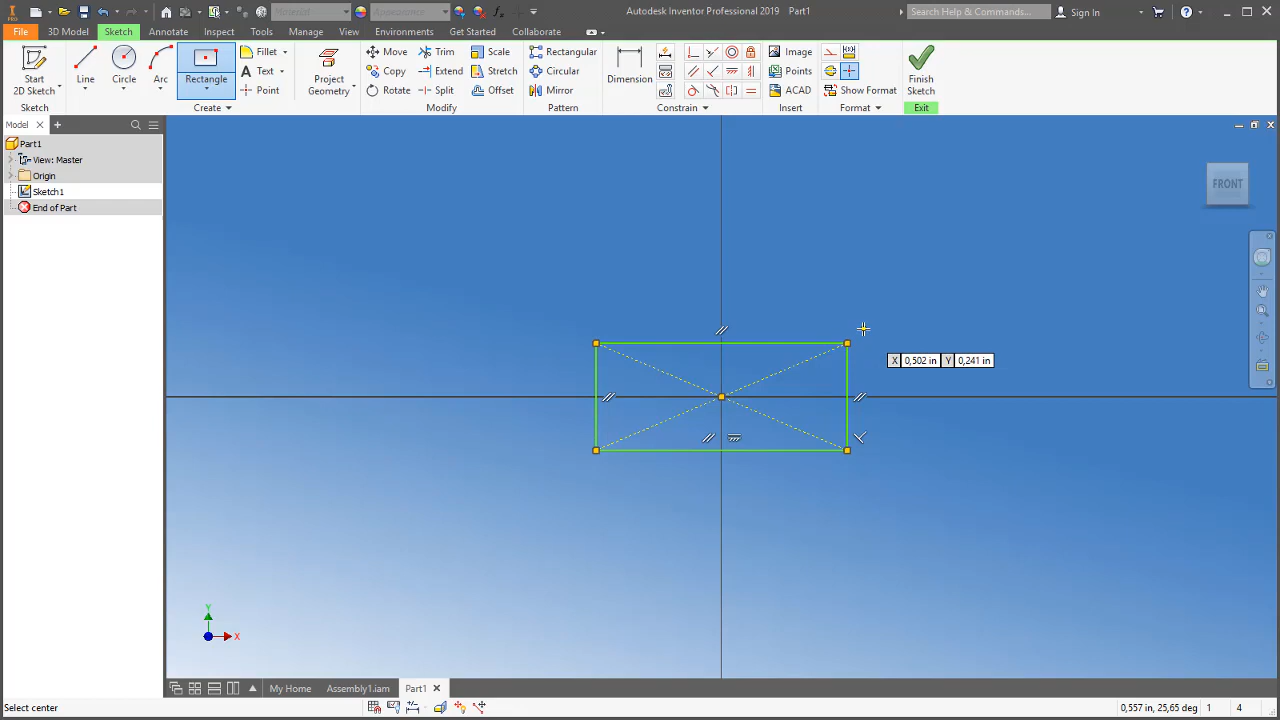 PRO
Material
Appearance
Autodesk Inventor Professional 2019 Part1
Search Help & Commands...
Sign In
File
3D Model
Sketch
Annotate
Inspect
Tools
Manage
View
Environments
Get Started
Collaborate
Start
2D Sketch
Line
Circle
Arc
Rectangle
Fillet
Text
Point
Project
Geometry
Move
Copy
Rotate
Trim
Extend
Split
Scale
Stretch
Offset
Rectangular
Circular
Mirror
Dimension
Image
Points
ACAD
Show Format
Finish
Sketch
Sketch
Create
Modify
Pattern
Constrain
Insert
Format
Exit
Model
Part1
View: Master
Origin
Sketch1
End of Part
FRONT
X 0,502 in Y 0,241 in
Y
X
My Home
Assembly1.iam
Part1
Select center
0,557 in, 25,65 deg 1 4